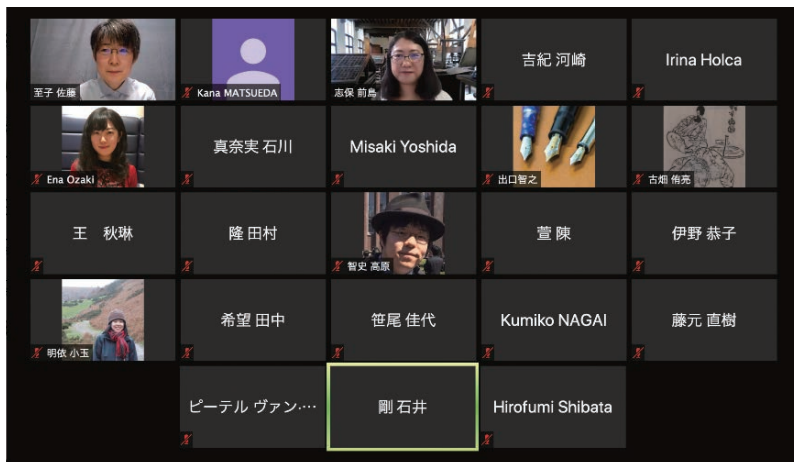 至子 佐藤
Kana MATSUEDA
志保 前島
吉紀 河崎
Irina Holca
Ena Ozaki
真奈実 石川
Misaki Yoshida
出口智之
古畑 侑亮
王　秋琳
隆 田村
智史 高原
萱 陳
伊野 恭子
明依 小玉
希望 田中
笹尾 佳代
Kumiko NAGAI
藤元 直樹
ピーテル ヴァン·…
剛 石井
Hirofumi Shibata